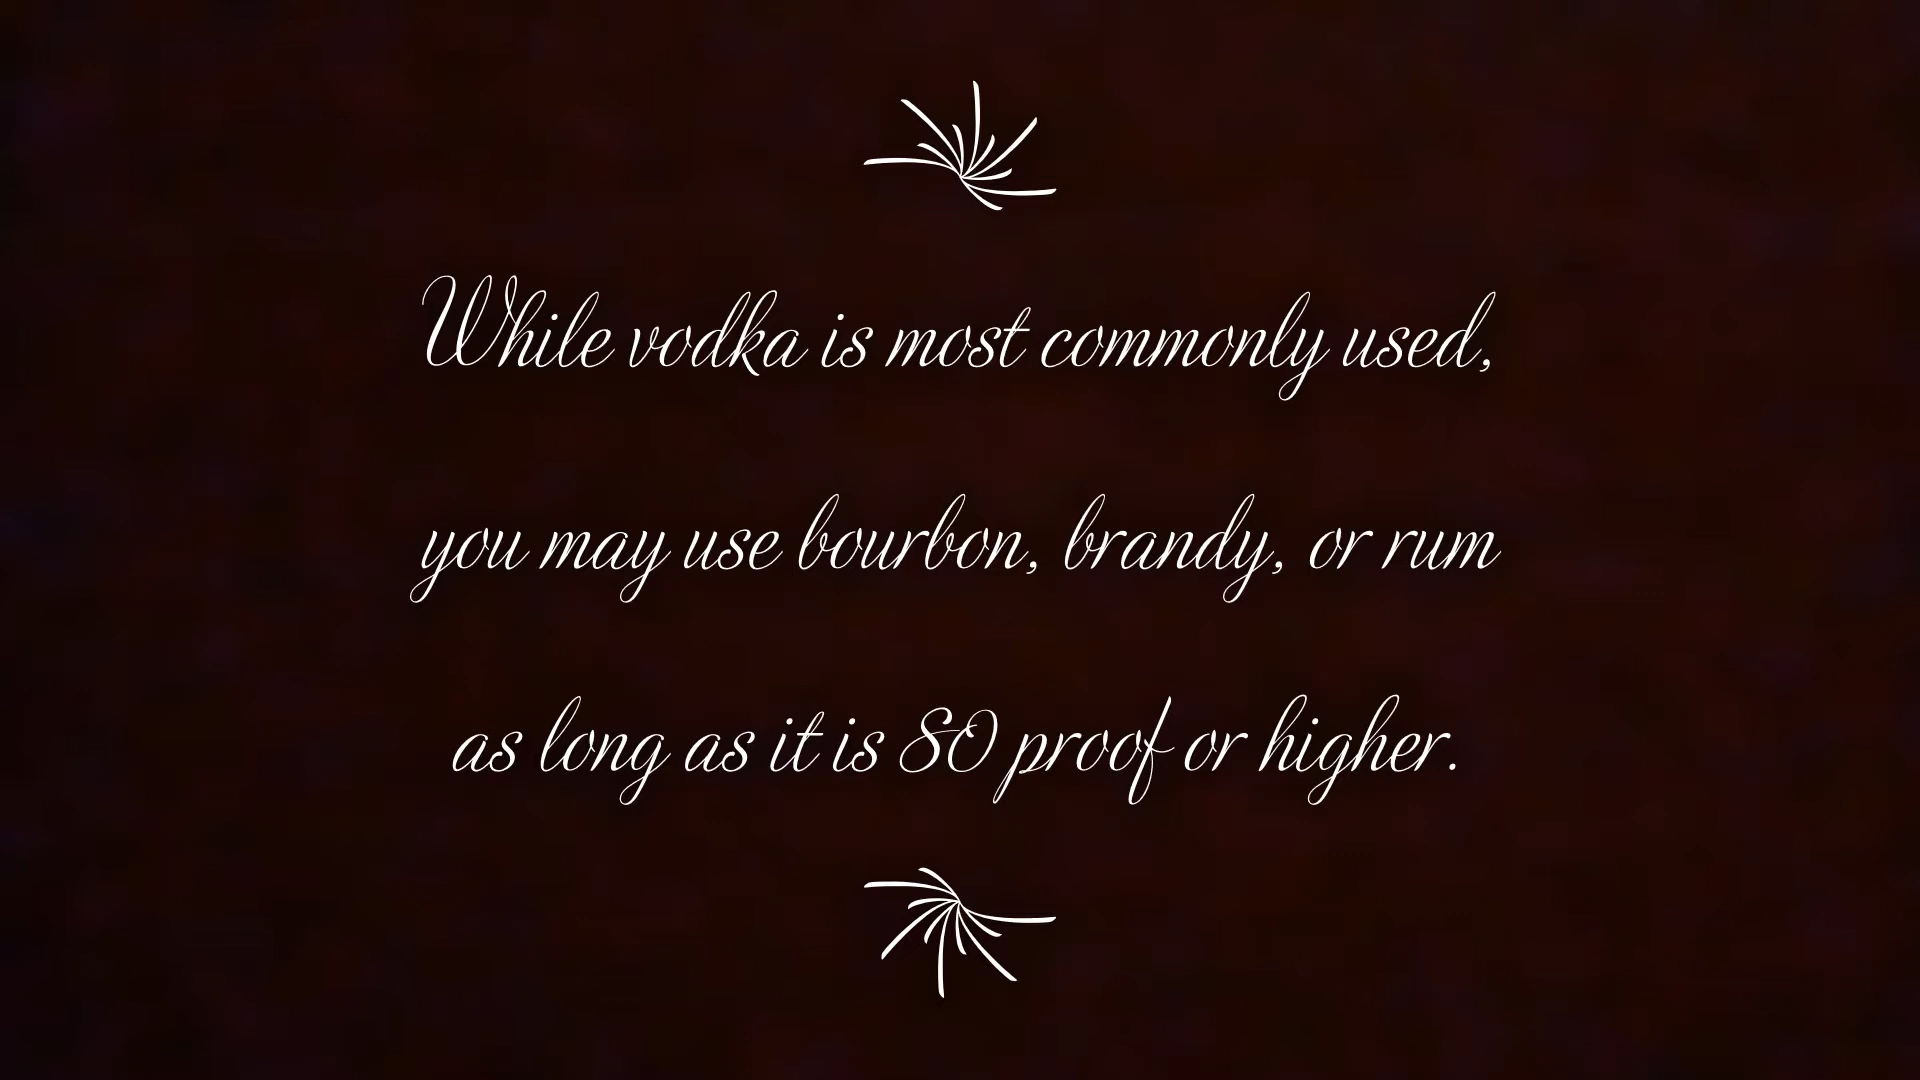 While vodka is most commonly used,
you may use bourbon, brandy, or rum
as long as it is 80 proof or higher.